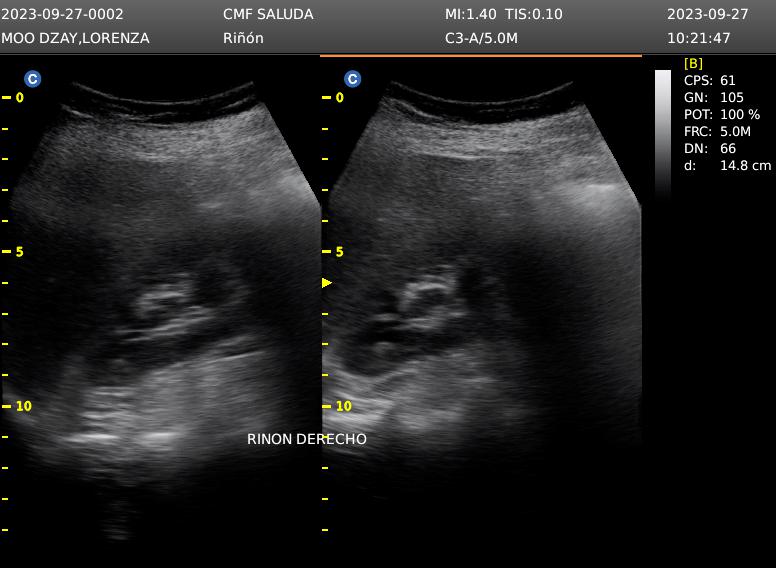 2023-09-27-0002 CMF SALUDA MI:1.40 TIS:0.10 2023-09-27
MOO DZAY,LORENZA Riñón C3-A/5.0M 10:21:47
[B]
C C
0 0
CPS: 61
GN: 105
POT: 100 %
FRC: 5.0M
DN: 66
d: 14.8 cm
5 5
10 10
RINON DERECHO